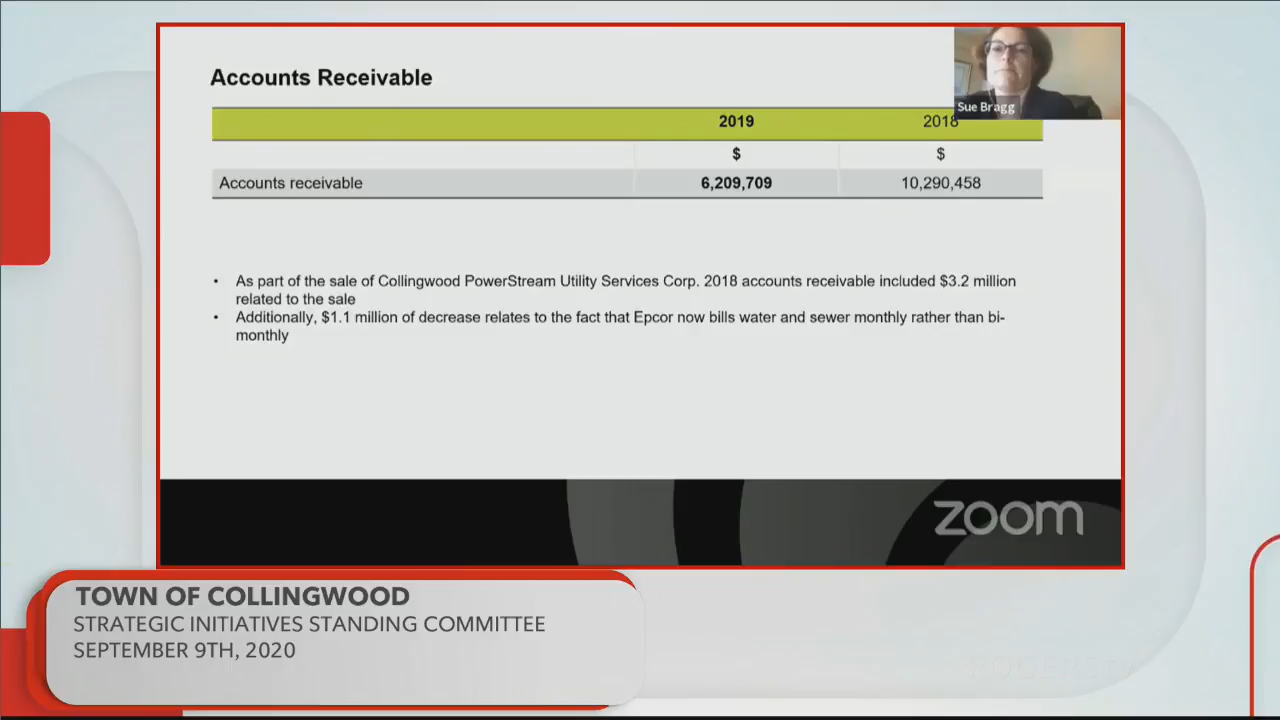 Accounts Receivable
Sue Bragg
2019 2018
$ $
Accounts receivable 6,209,709 10,290,458
• As part of the sale of Collingwood PowerStream Utility Services Corp. 2018 accounts receivable included $3.2 million
related to the sale
• Additionally, $1.1 million of decrease relates to the fact that Epcor now bills water and sewer monthly rather than bi-
monthly
zoom
TOWN OF COLLINGWOOD
STRATEGIC INITIATIVES STANDING COMMITTEE
SEPTEMBER 9TH, 2020